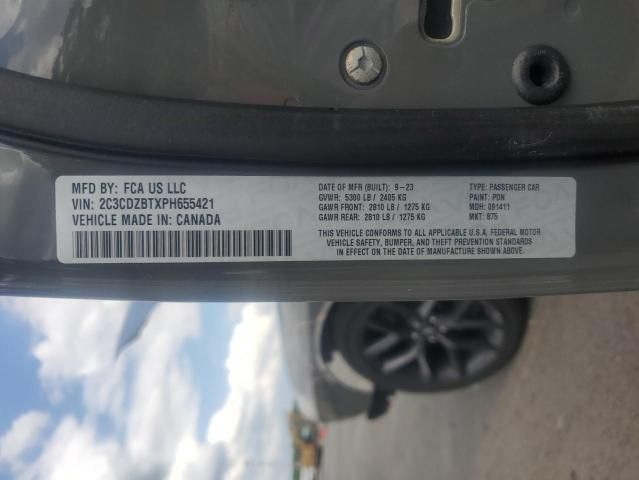 MFD BY: FCA US LLC
VIN: 2C3CDZBTXPH655421
VEHICLE MADE IN: CANADA
DATE OF MFR (BUILT): 9-23
GVWR: 5300 LB / 2405 KG
GAWR FRONT: 2810 LB / 1275 KG
GAWR REAR: 2810 LB / 1275 KG
TYPE: PASSENGER CAR
PAINT: PDN
MDH: 091411
MKT: 875
THIS VEHICLE CONFORMS TO ALL APPLICABLE U.S.A. FEDERAL MOTOR
VEHICLE SAFETY, BUMPER, AND THEFT PREVENTION STANDARDS
IN EFFECT ON THE DATE OF MANUFACTURE SHOWN ABOVE.